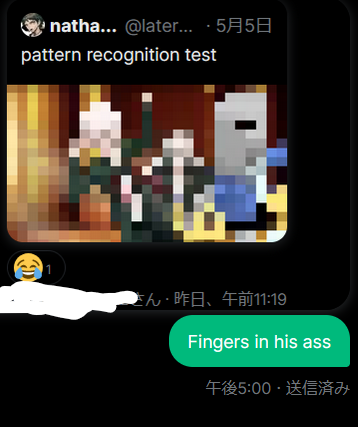 natha... @later... · 5月5日
pattern recognition test
1
さん · 昨日、午前11:19
Fingers in his ass
午後5:00 · 送信済み